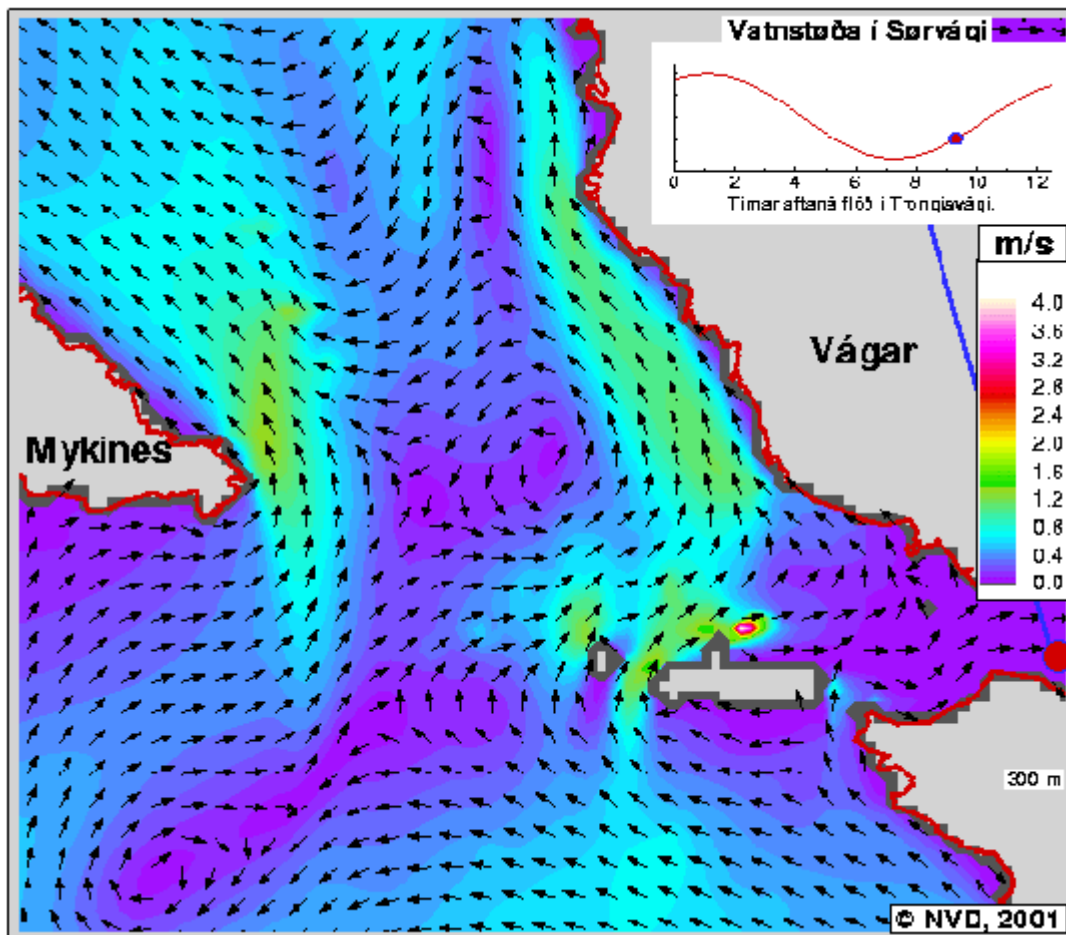 Vatnstøða í Sørvági
0 2 4 6 8 10 12
Tímar aftaná flóð í Trongisvági.
m/s
4.0
3.6
3.2
2.8
2.4
2.0
1.6
1.2
0.8
0.4
0.0
Vágar
Mykines
300 m
© NVD, 2001